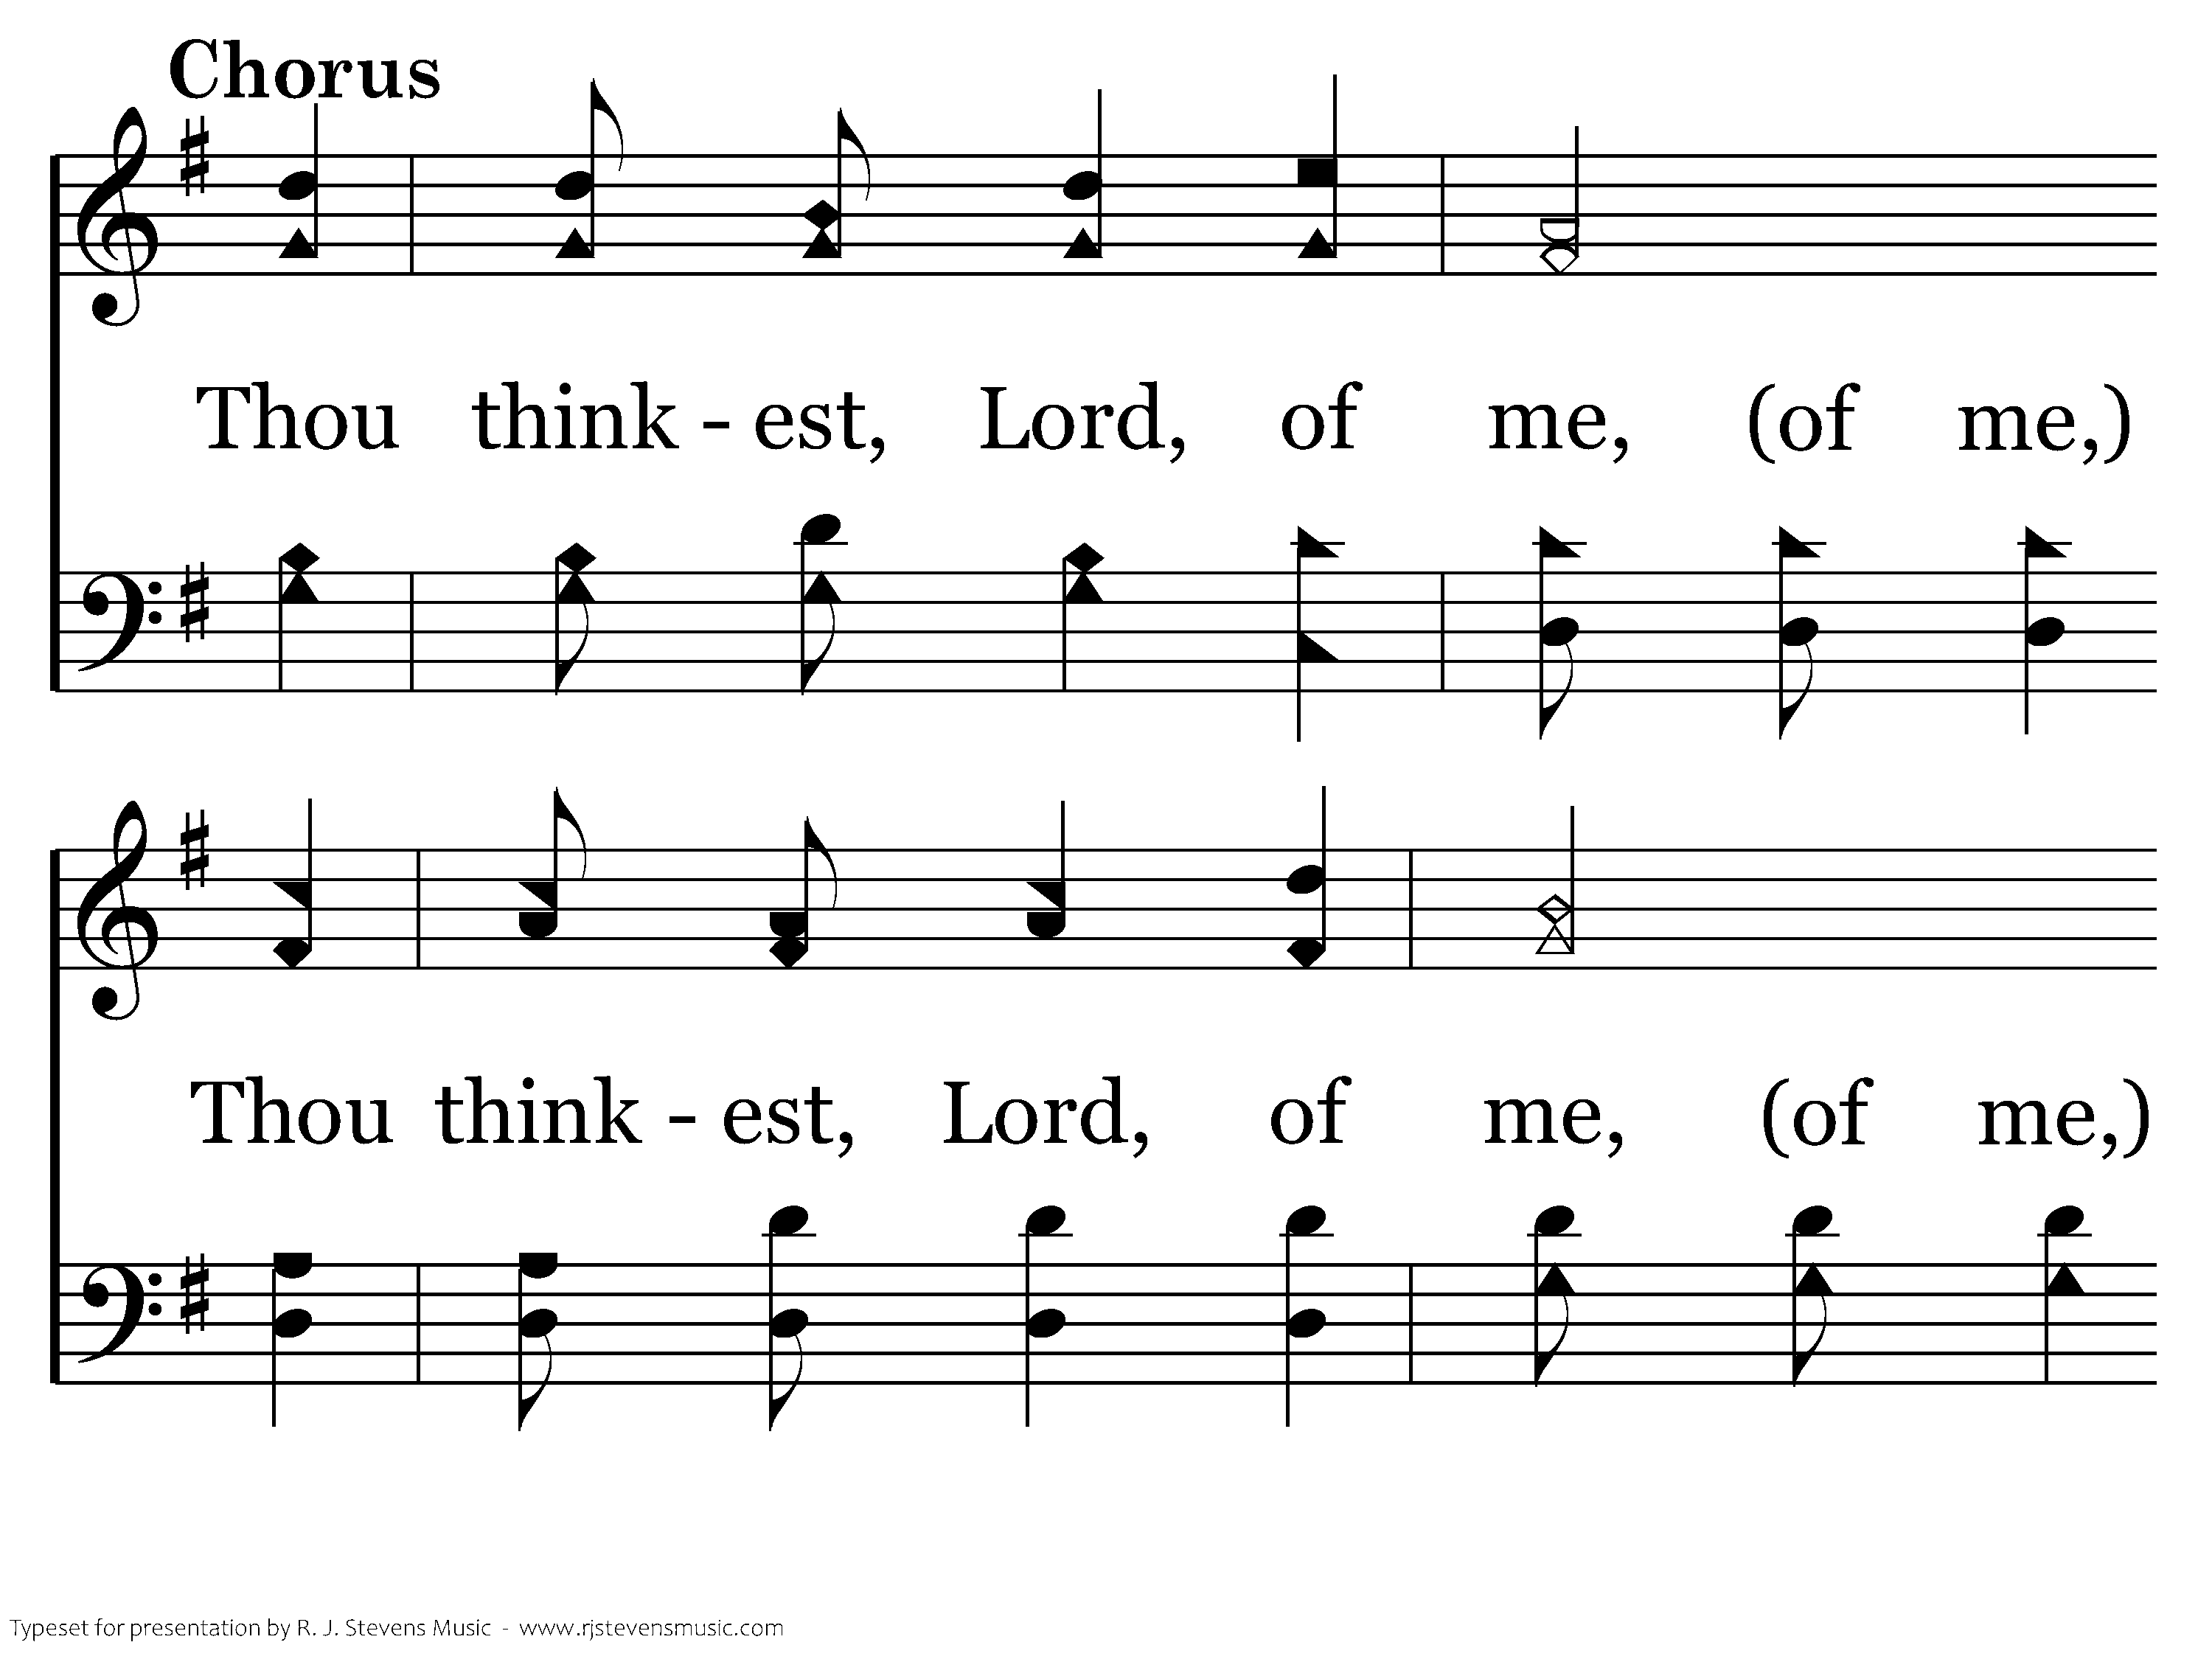 Chorus
Thou think - est, Lord, of me, (of me,)
Thou think - est, Lord, of me, (of me,)
Typeset for presentation by R. J. Stevens Music - www.rjstevensmusic.com